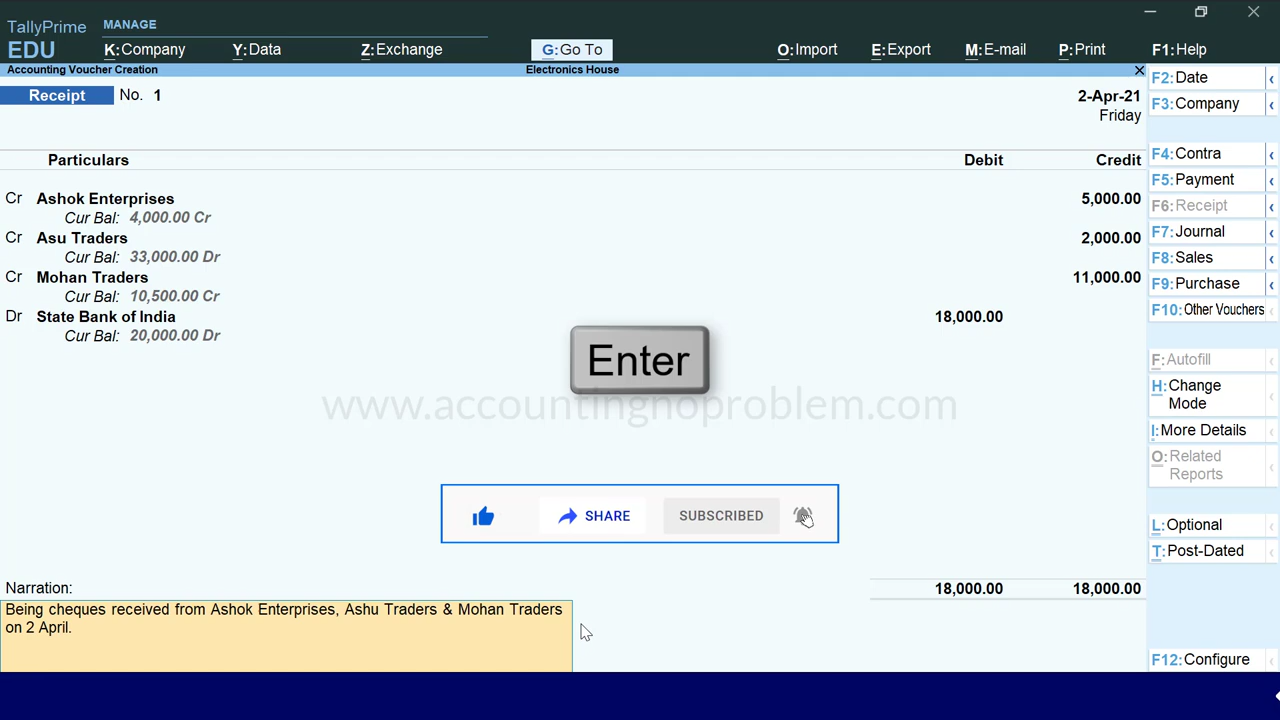 MANAGE
TallyPrime
EDU
K:Company Y:Data Z:Exchange G:Go To O:Import E:Export M:E-mail P:Print F1:Help
Accounting Voucher Creation Electronics House
Receipt No. 1 2-Apr-21
Friday
Particulars Debit Credit
Cr Ashok Enterprises 5,000.00
Cur Bal: 4,000.00 Cr
Cr Asu Traders 2,000.00
Cur Bal: 33,000.00 Dr
Cr Mohan Traders 11,000.00
Cur Bal: 10,500.00 Cr
Dr State Bank of India 18,000.00
Cur Bal: 20,000.00 Dr
Enter
www.accountingnoproblem.com
SHARE SUBSCRIBED
Narration: 18,000.00 18,000.00
Being cheques received from Ashok Enterprises, Ashu Traders & Mohan Traders
on 2 April.
F2:Date
F3:Company
F4:Contra
F5:Payment
F6:Receipt
F7:Journal
F8:Sales
F9:Purchase
F10:Other Vouchers
F:Autofill
H:Change
Mode
I:More Details
O:Related
Reports
L:Optional
T:Post-Dated
F12:Configure